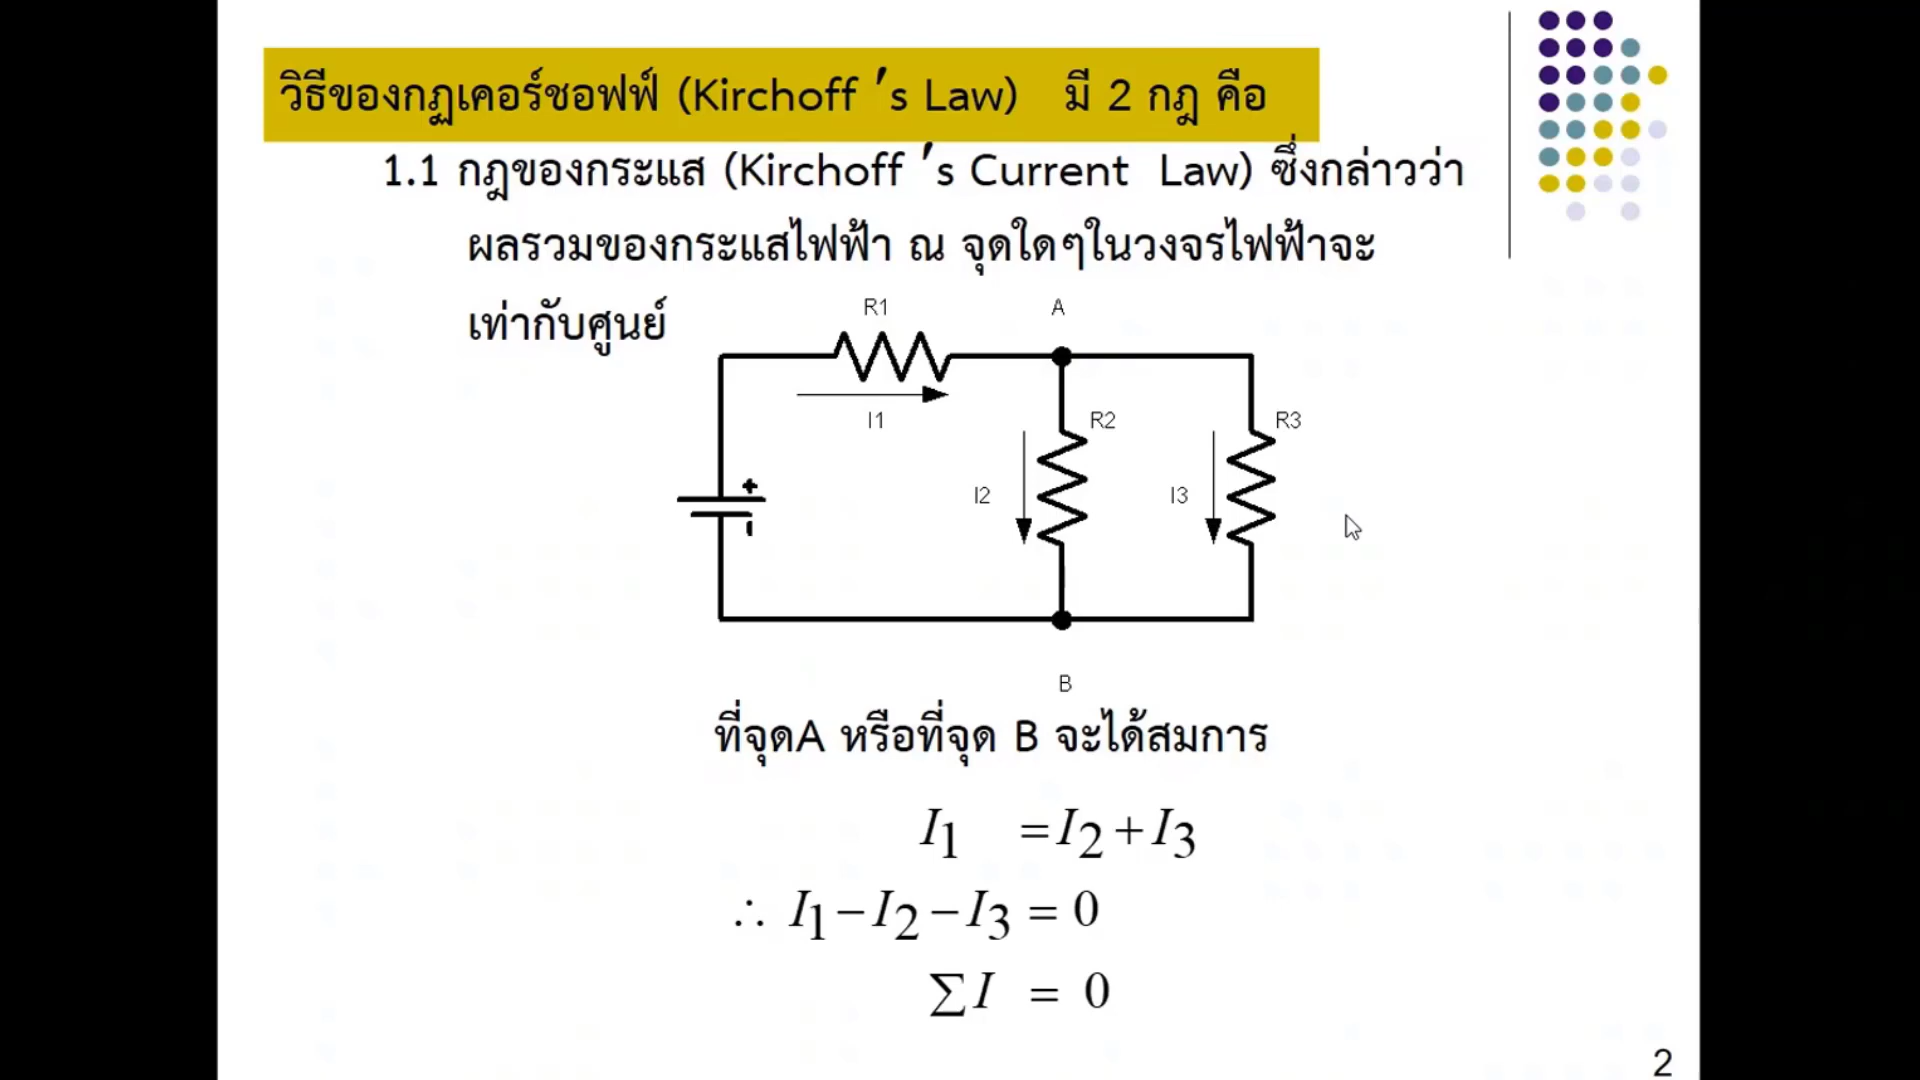 วิธีของกฏเคอร์ชอฟฟ์ (Kirchoff 's Law) มี 2 กฎ คือ
1.1 กฎของกระแส (Kirchoff 's Current Law) ซึ่งกล่าวว่า
ผลรวมของกระแสไฟฟ้า ณ จุดใดๆในวงจรไฟฟ้าจะ
เท่ากับศูนย์
R1
A
I1
R2
R3
I2
I3
+
-
B
ที่จุดA หรือที่จุด B จะได้สมการ
I₁ = I₂ + I₃
∴ I₁ − I₂ − I₃ = 0
∑I = 0
2